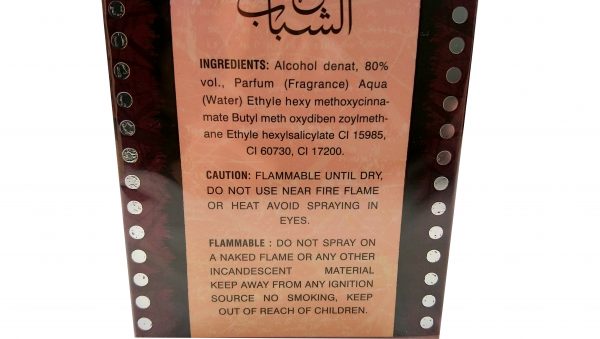 الشباب
INGREDIENTS: Alcohol denat, 80%
vol., Parfum (Fragrance) Aqua
(Water) Ethyle hexy methoxycinna-
mate Butyl meth oxydiben zoylmeth-
ane Ethyle hexylsalicylate CI 15985,
CI 60730, CI 17200.
CAUTION: FLAMMABLE UNTIL DRY,
DO NOT USE NEAR FIRE FLAME
OR HEAT AVOID SPRAYING IN
EYES.
FLAMMABLE : DO NOT SPRAY ON
A NAKED FLAME OR ANY OTHER
INCANDESCENT MATERIAL
KEEP AWAY FROM ANY IGNITION
SOURCE NO SMOKING, KEEP
OUT OF REACH OF CHILDREN.